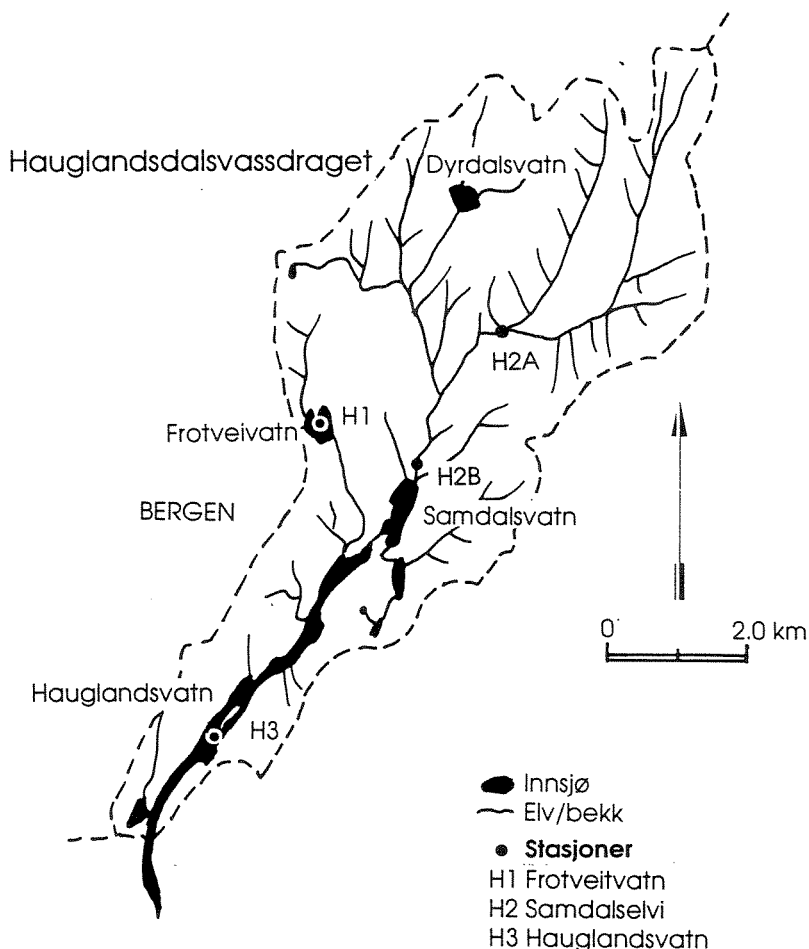 Hauglandsdalsvassdraget
Dyrdalsvatn
H2A
H1
Frotveivatn
H2B
BERGEN
Samdalsvatn
0 2.0 km
Hauglandsvatn
H3
Innsjø
Elv/bekk
Stasjoner
H1 Frotveitvatn
H2 Samdalselvi
H3 Hauglandsvatn